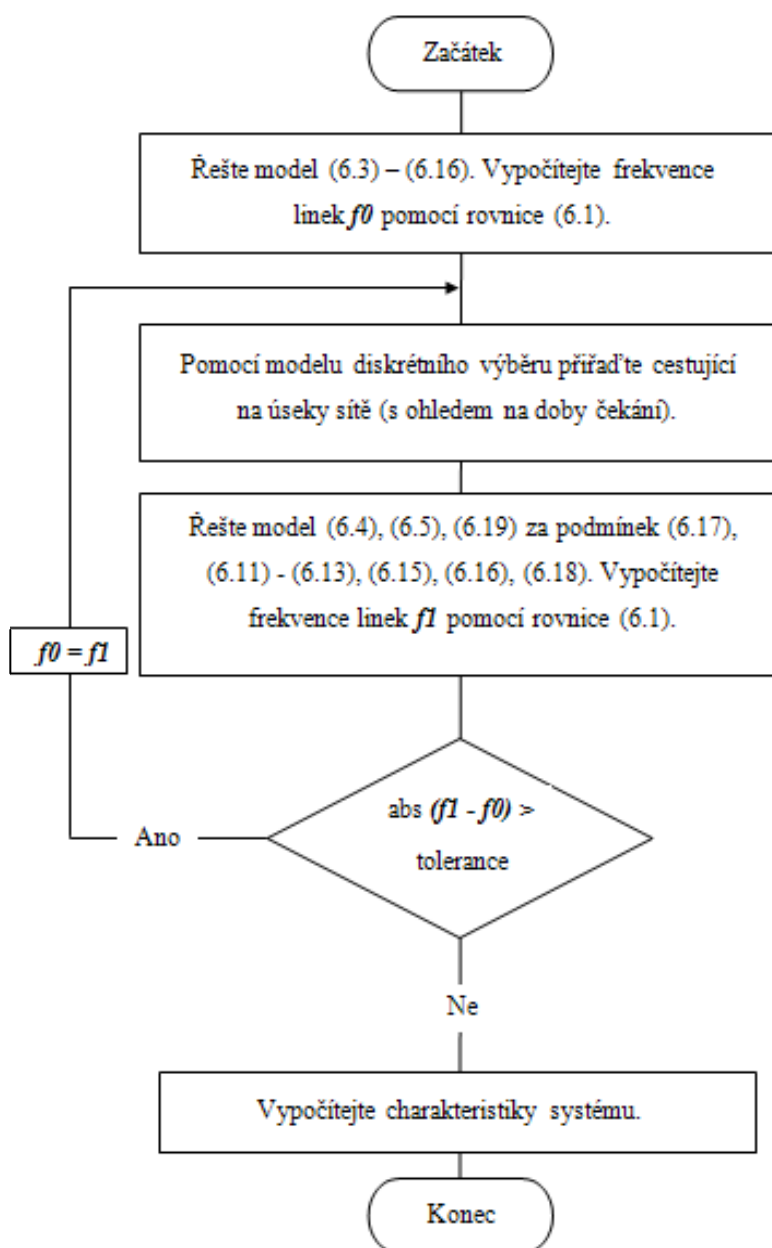 Začátek
Řešte model (6.3) – (6.16). Vypočítejte frekvence
linek f0 pomocí rovnice (6.1).
Pomocí modelu diskrétního výběru přiřaďte cestující
na úseky sítě (s ohledem na doby čekání).
Řešte model (6.4), (6.5), (6.19) za podmínek (6.17),
(6.11) - (6.13), (6.15), (6.16), (6.18). Vypočítejte
frekvence linek f1 pomocí rovnice (6.1).
f0 = f1
abs (f1 - f0) >
tolerance
Ano
Ne
Vypočítejte charakteristiky systému.
Konec